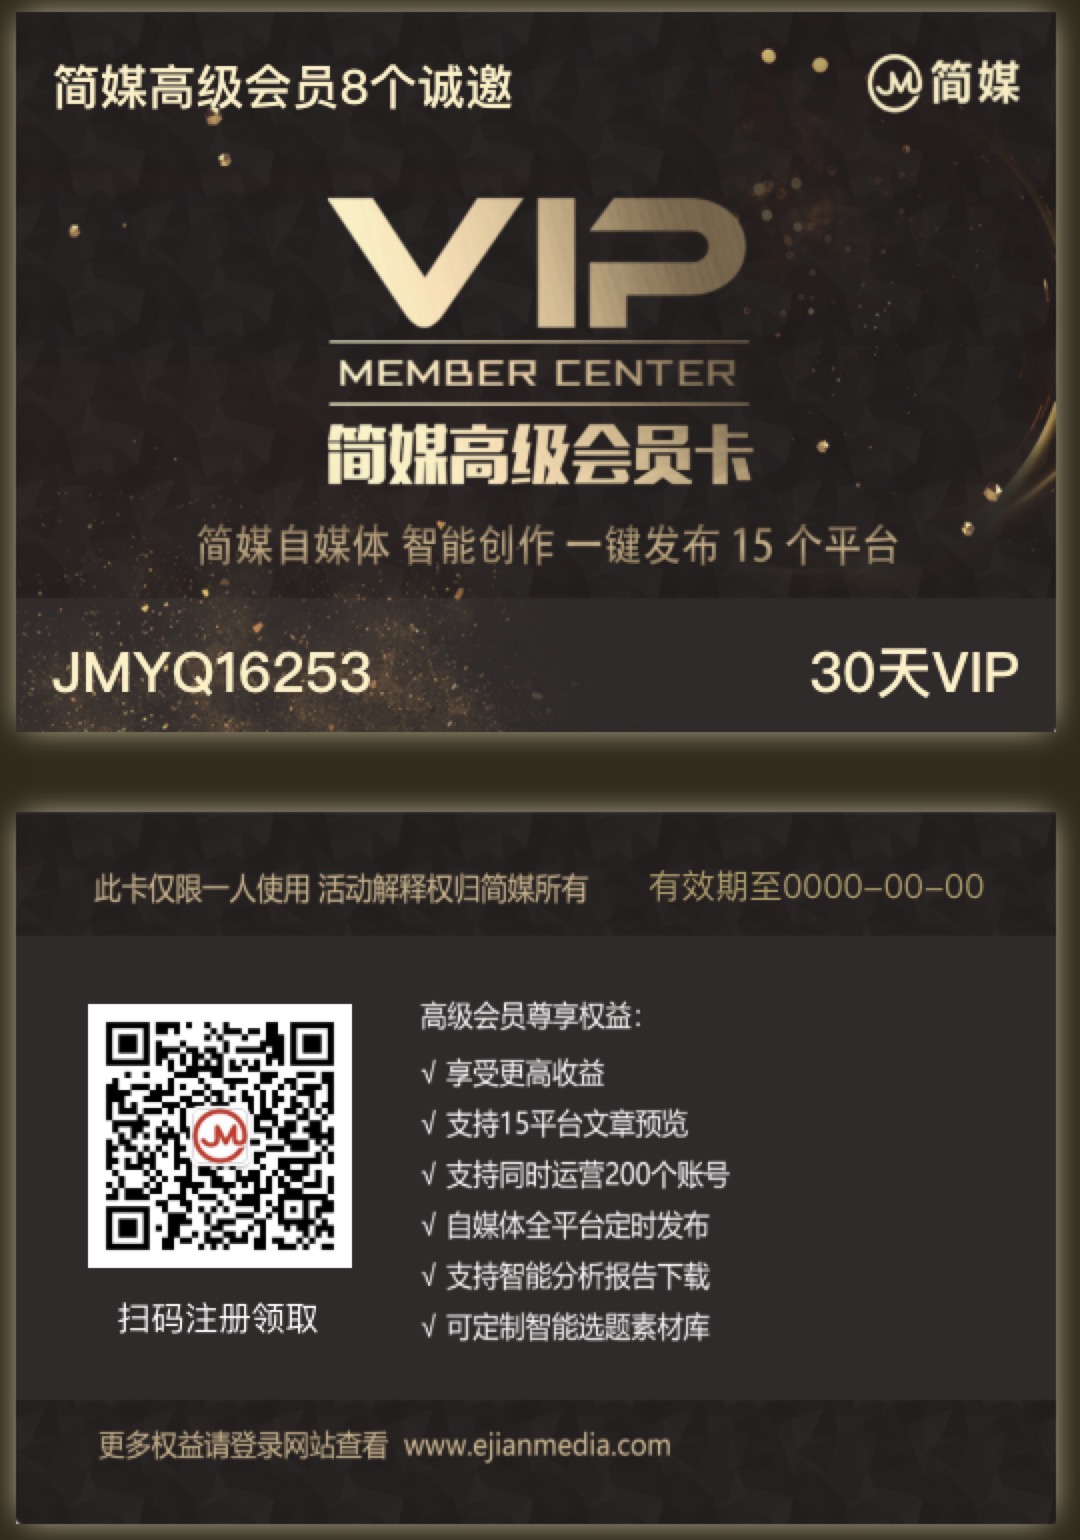 简媒高级会员8个诚邀
JM 简媒
VIP
MEMBER CENTER
简媒高级会员卡
简媒自媒体 智能创作 一键发布 15 个平台
JMYQ16253
30天VIP
此卡仅限一人使用 活动解释权归简媒所有
有效期至0000-00-00
高级会员尊享权益:
√ 享受更高收益
√ 支持15平台文章预览
√ 支持同时运营200个账号
√ 自媒体全平台定时发布
√ 支持智能分析报告下载
√ 可定制智能选题素材库
JM
扫码注册领取
更多权益请登录网站查看 www.ejianmedia.com